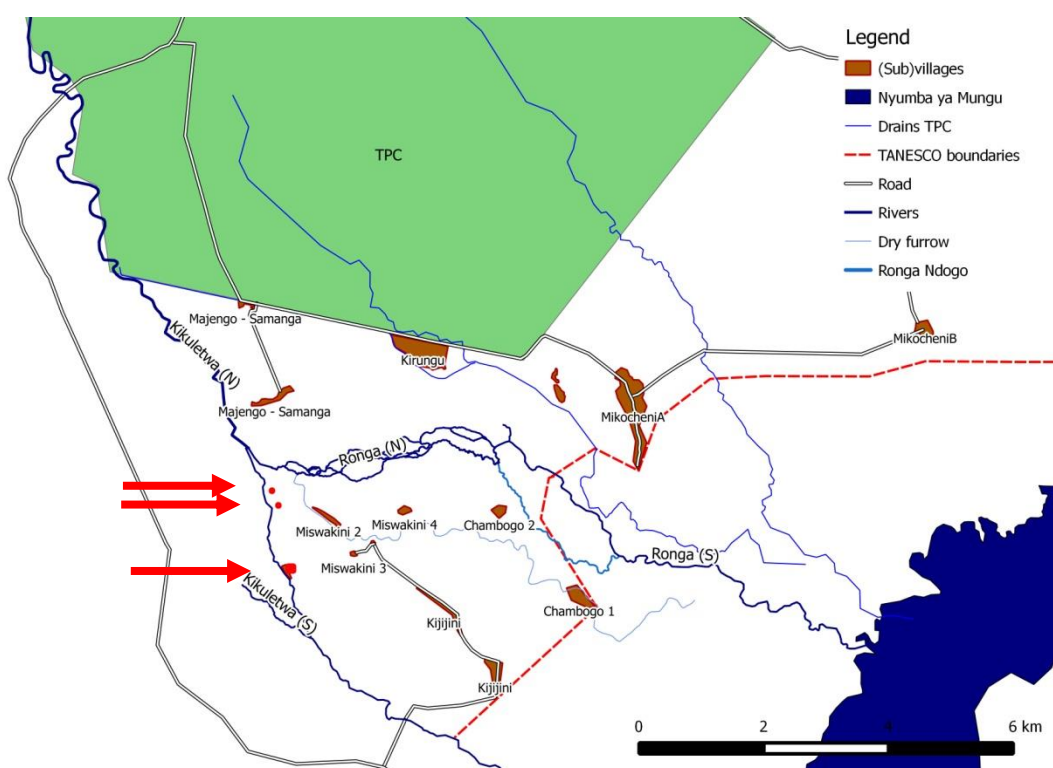 Legend
(Sub)villages
Nyumba ya Mungu
Drains TPC
TANESCO boundaries
Road
Rivers
Dry furrow
Ronga Ndogo
TPC
Majengo - Samanga
Kikuletwa (N)
Kirungu
MikocheniB
Majengo - Samanga
MikocheniA
Ronga (N)
Miswakini 2
Miswakini 4
Chambogo 2
Miswakini 3
Ronga (S)
Kikuletwa (S)
Chambogo 1
Kijijini
Kijijini
0 2 4 6 km